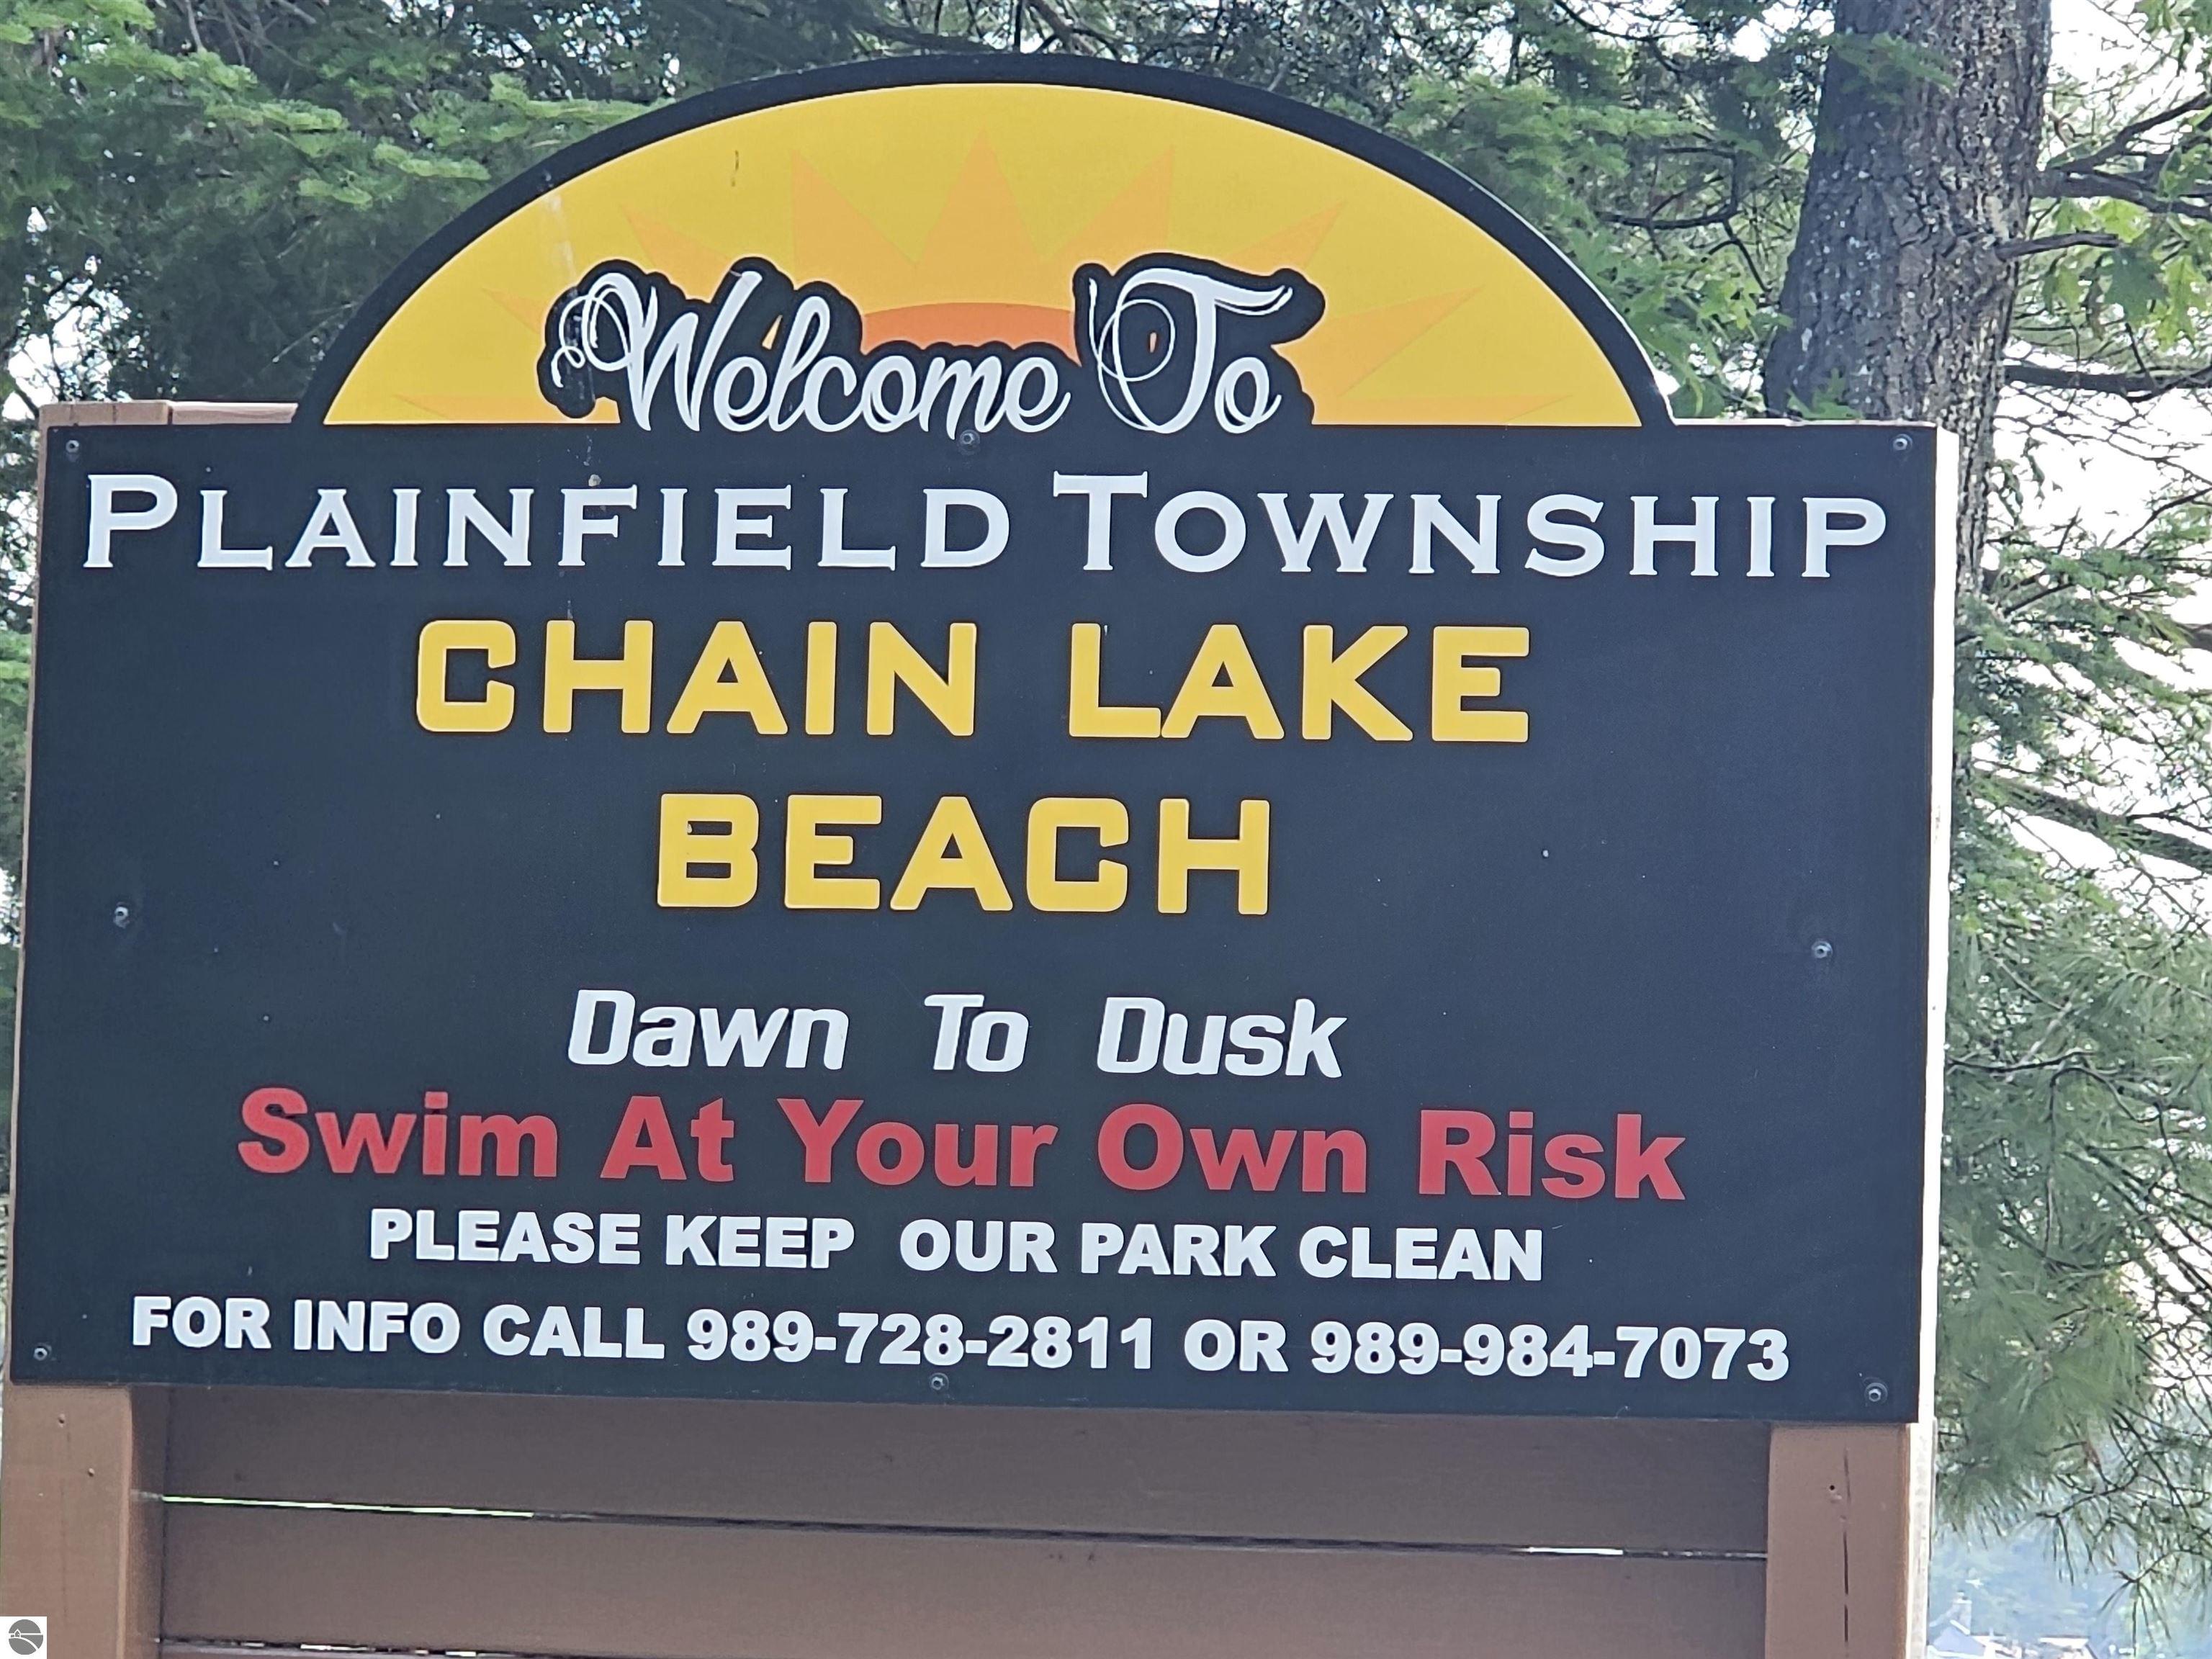 Welcome To
PLAINFIELD TOWNSHIP
CHAIN LAKE
BEACH
Dawn To Dusk
Swim At Your Own Risk
PLEASE KEEP OUR PARK CLEAN
FOR INFO CALL 989-728-2811 OR 989-984-7073